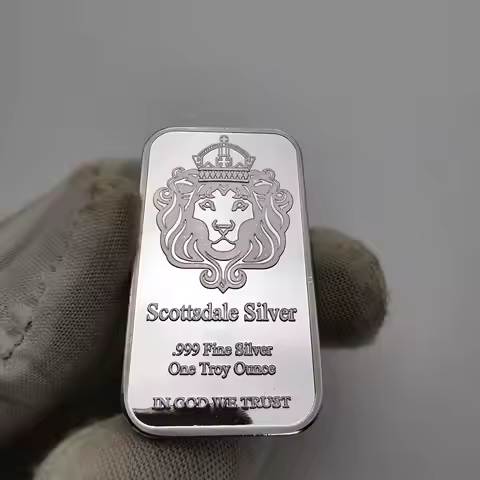 Scottsdale Silver
.999 Fine Silver
One Troy Ounce
IN GOD WE TRUST